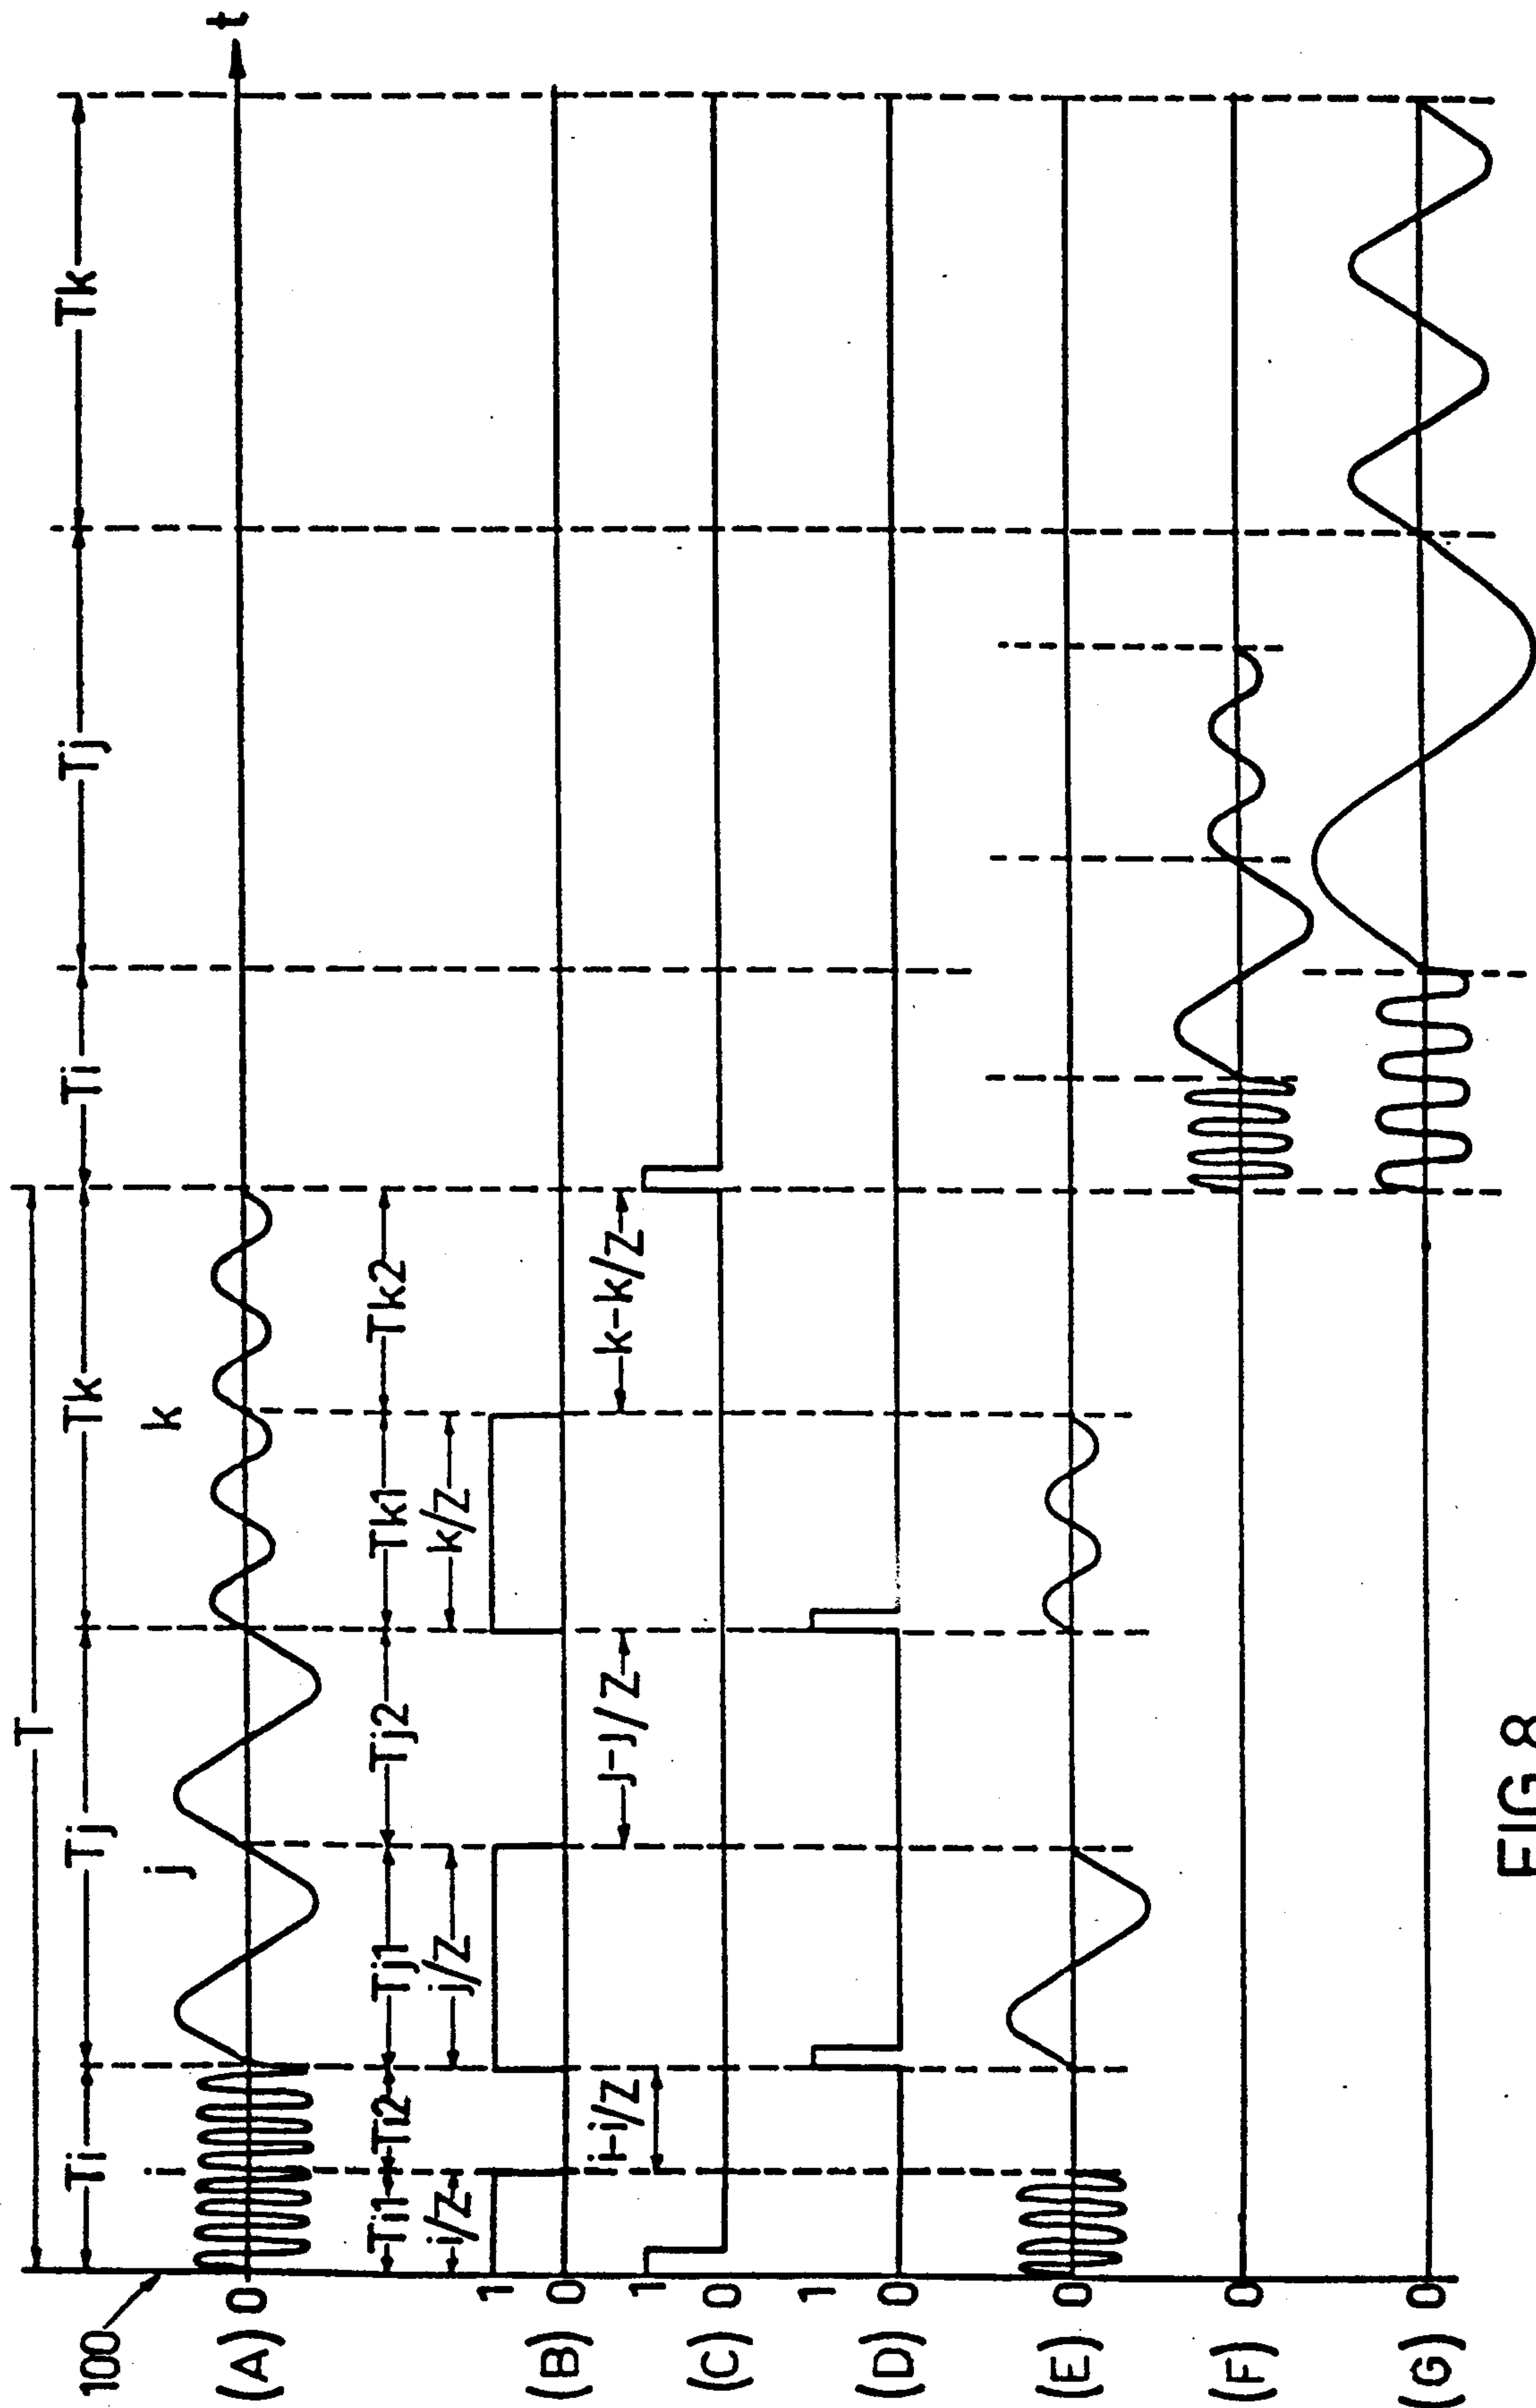 100
T
Ti
Tj
Tk
Ti
Tj
Tk
i
j
k
(A)
0
t
Ti1
Ti2
Tj1
Tj2
Tk1
Tk2
i/Z
j/Z
k/Z
(B)
1
0
i-i/Z
j-j/Z
k-k/Z
(C)
1
0
(D)
1
0
(E)
0
(F)
0
(G)
0
FIG.8